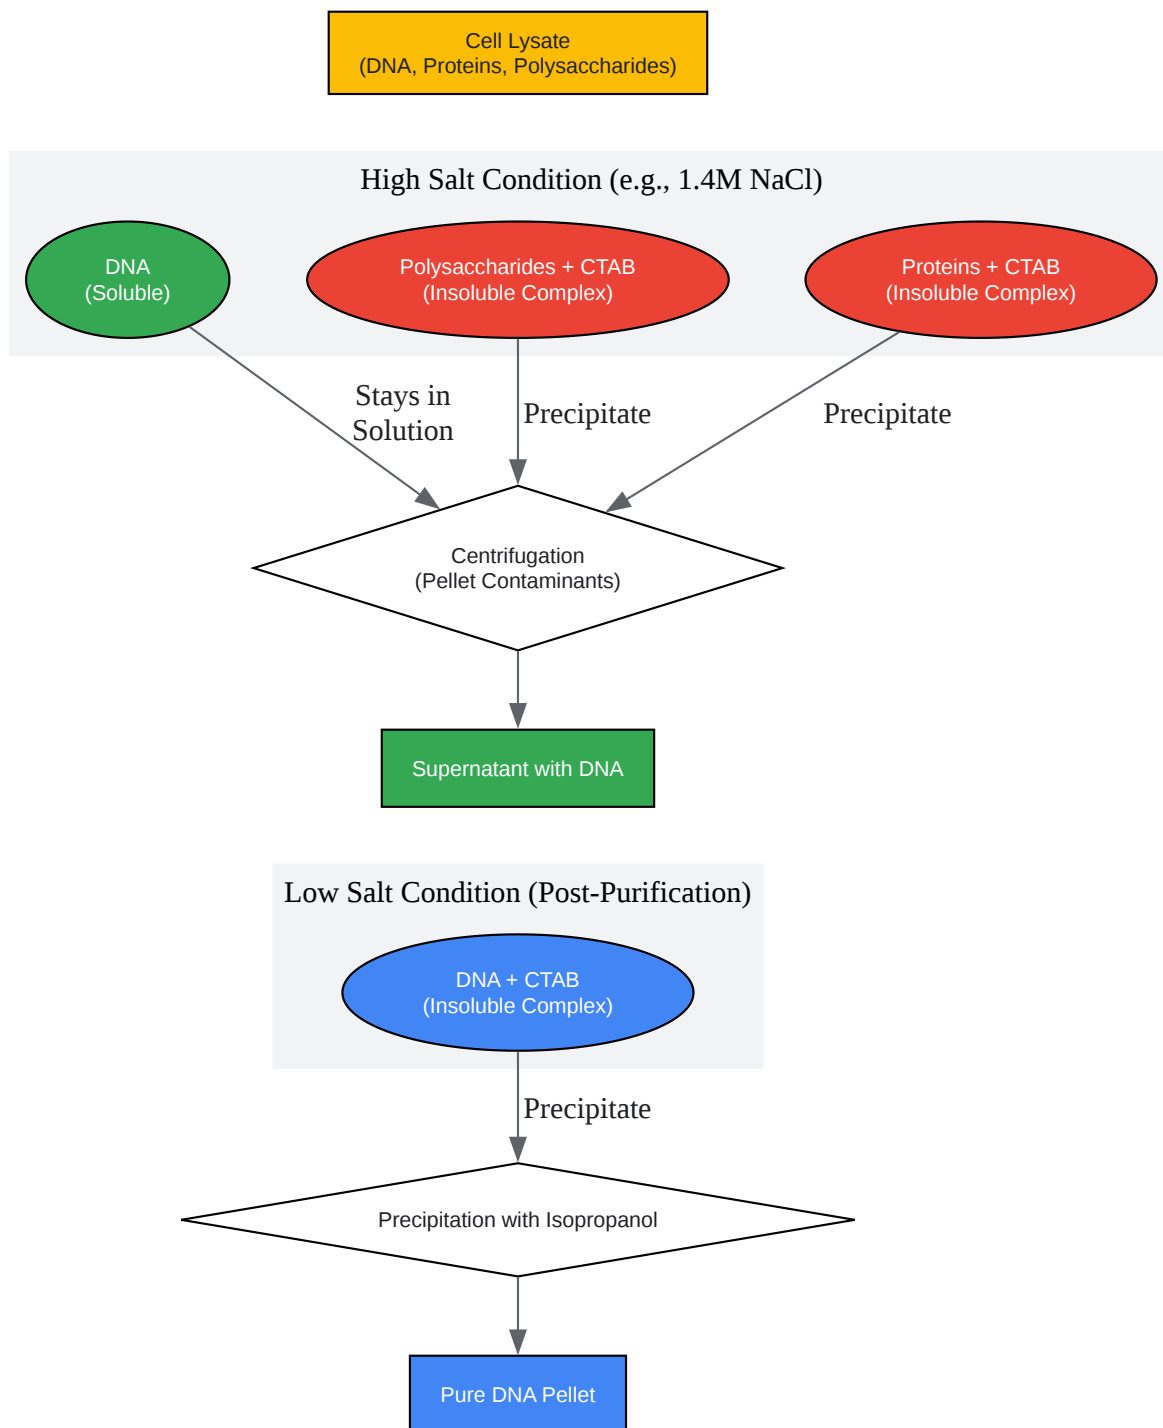 Cell Lysate
(DNA, Proteins, Polysaccharides)
High Salt Condition (e.g., 1.4M NaCl)
DNA
(Soluble)
Polysaccharides + CTAB
(Insoluble Complex)
Proteins + CTAB
(Insoluble Complex)
Stays in
Solution
Precipitate
Precipitate
Centrifugation
(Pellet Contaminants)
Supernatant with DNA
Low Salt Condition (Post-Purification)
DNA + CTAB
(Insoluble Complex)
Precipitate
Precipitation with Isopropanol
Pure DNA Pellet